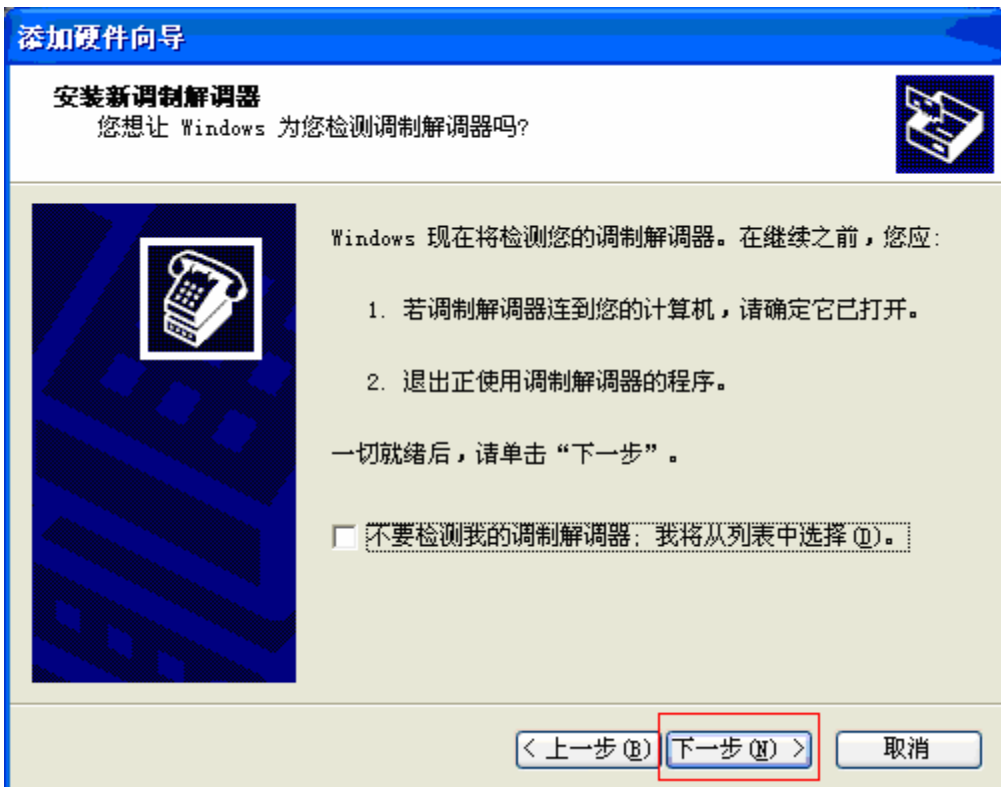 添加硬件向导
安装新调制解调器
您想让 Windows 为您检测调制解调器吗?
Windows 现在将检测您的调制解调器。在继续之前，您应:
1. 若调制解调器连到您的计算机，请确定它已打开。
2. 退出正使用调制解调器的程序。
一切就绪后，请单击“下一步”。
不要检测我的调制解调器; 我将从列表中选择(D)。
< 上一步(B) 下一步(N) > 取消